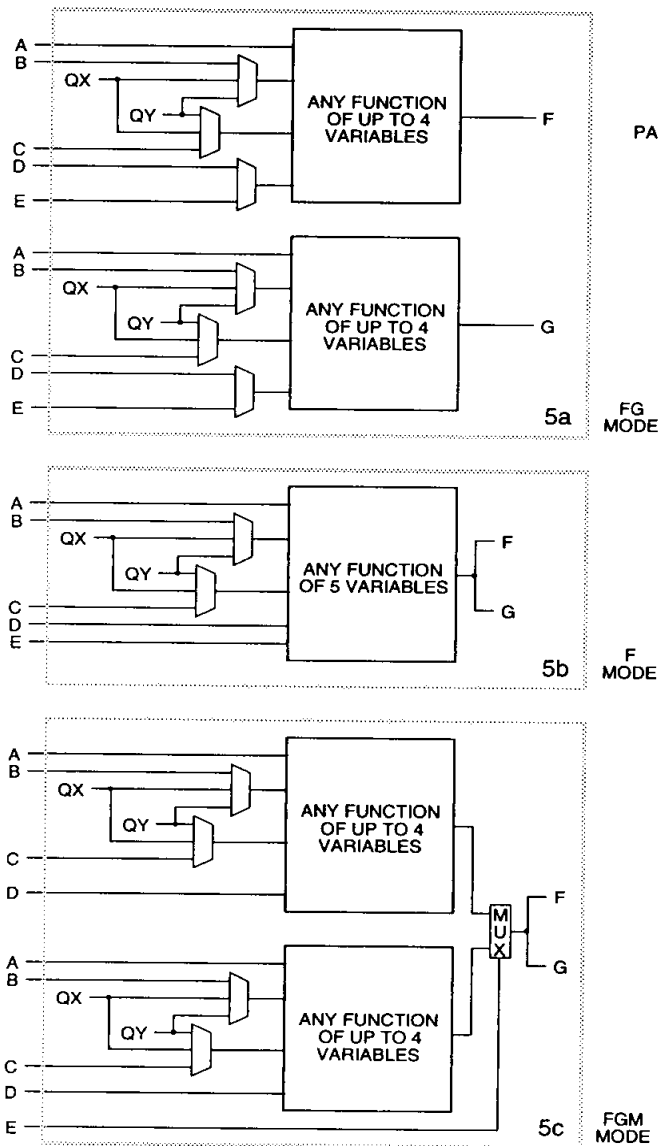 A
B
QX
ANY FUNCTION
OF UP TO 4
VARIABLES
QY
F
PA
C
D
E
A
B
QX
ANY FUNCTION
OF UP TO 4
VARIABLES
QY
G
C
D
E
5a
FG
MODE
A
B
QX
ANY FUNCTION
OF 5 VARIABLES
F
QY
G
C
D
E
5b
F
MODE
A
B
QX
ANY FUNCTION
OF UP TO 4
VARIABLES
QY
C
D
MUX
F
G
A
B
QX
ANY FUNCTION
OF UP TO 4
VARIABLES
QY
C
D
E
5c
FGM
MODE